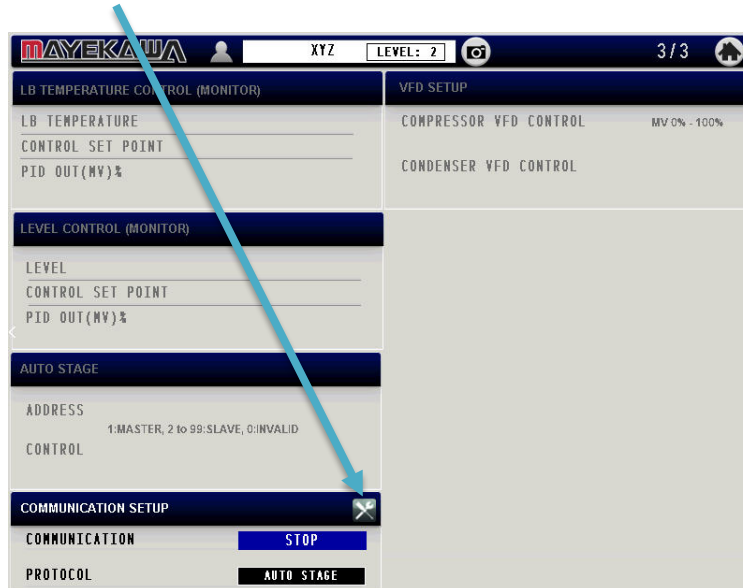 MAYEKAWA XYZ LEVEL: 2 3/3
LB TEMPERATURE CONTROL (MONITOR)
LB TEMPERATURE
CONTROL SET POINT
PID OUT(MV)%
LEVEL CONTROL (MONITOR)
LEVEL
CONTROL SET POINT
PID OUT(MV)%
AUTO STAGE
ADDRESS
1:MASTER, 2 to 99:SLAVE, 0:INVALID
CONTROL
COMMUNICATION SETUP
COMMUNICATION STOP
PROTOCOL AUTO STAGE
VFD SETUP
COMPRESSOR VFD CONTROL MV 0% - 100%
CONDENSER VFD CONTROL